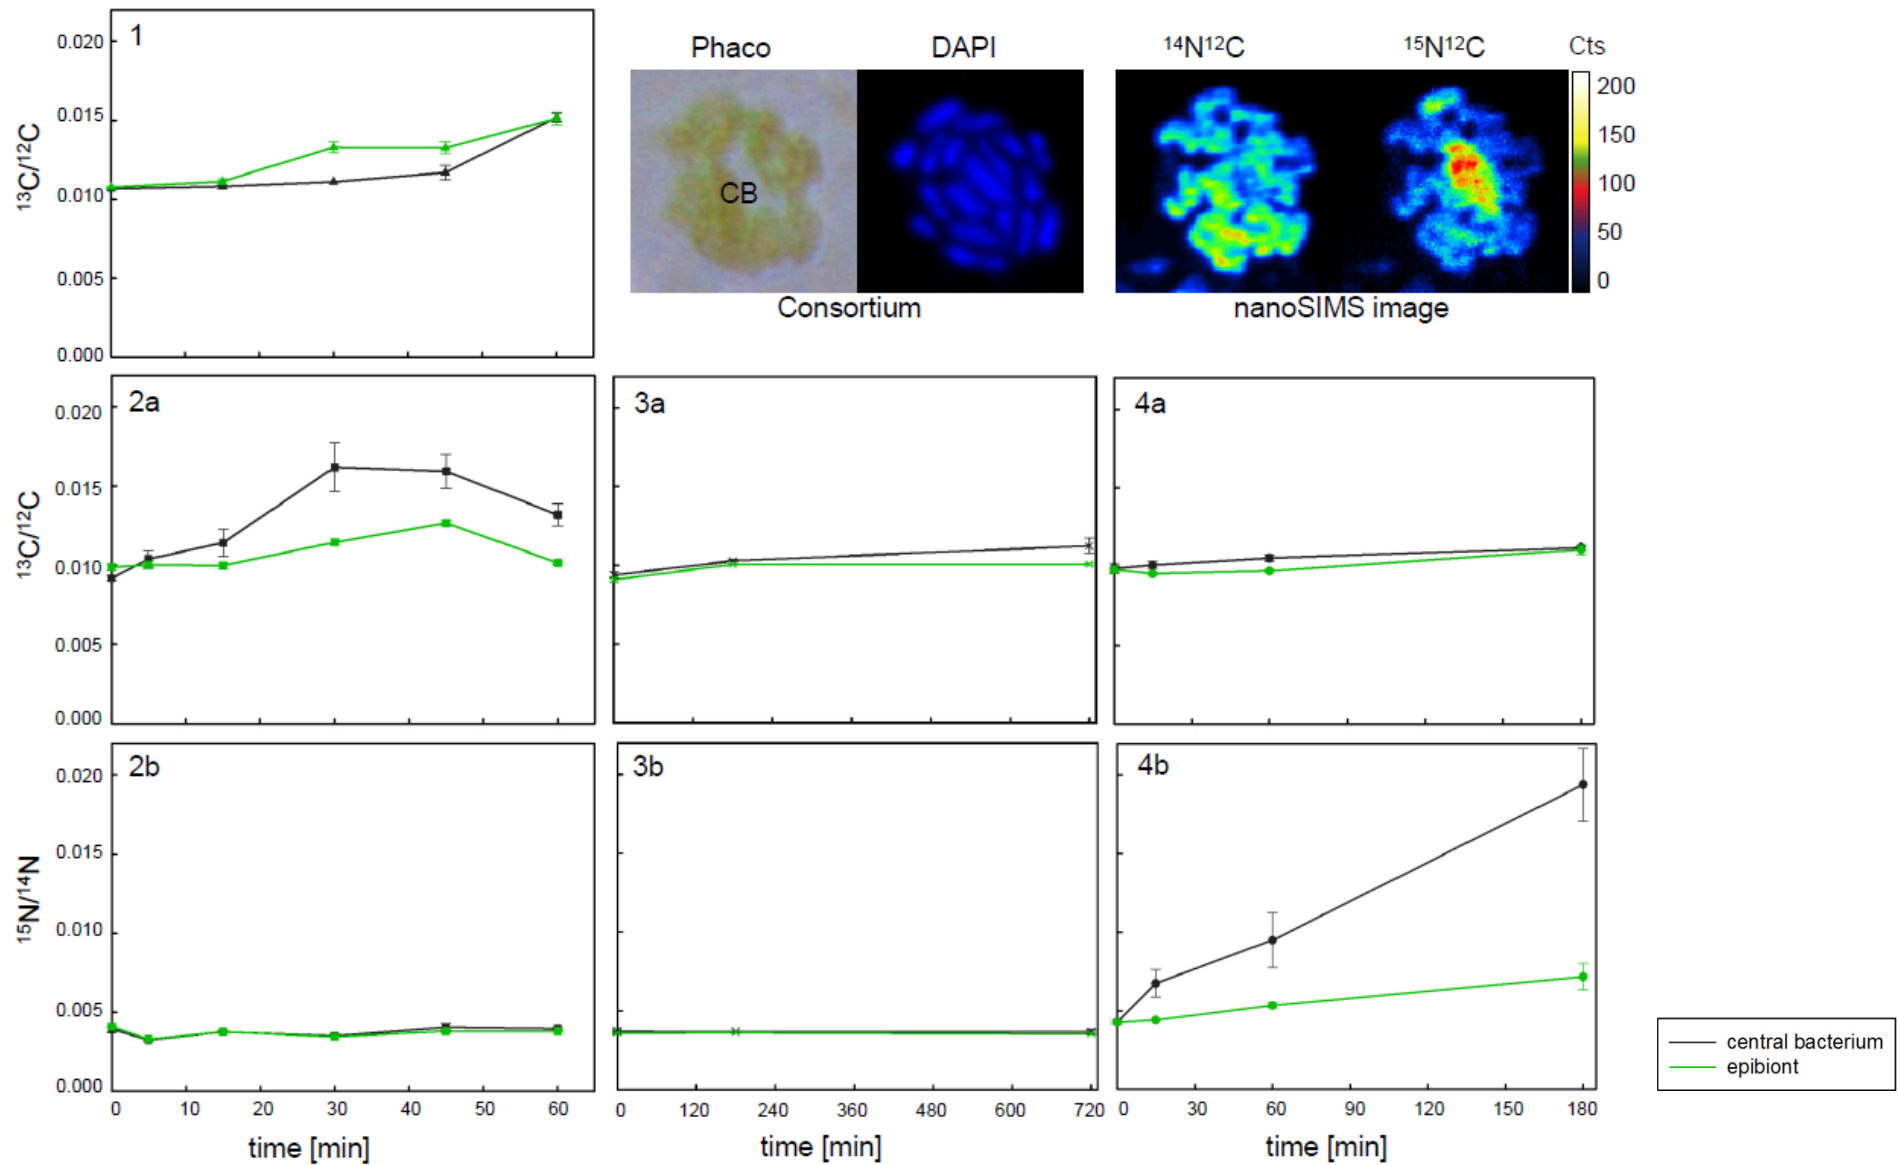 1
¹³C/¹²C
0.020
0.015
0.010
0.005
0.000
Phaco
DAPI
CB
Consortium
¹⁴N¹²C
¹⁵N¹²C
nanoSIMS image
Cts
200
150
100
50
0
2a
¹³C/¹²C
0.020
0.015
0.010
0.005
0.000
3a
4a
2b
¹⁵N/¹⁴N
0.020
0.015
0.010
0.005
0.000
0 10 20 30 40 50 60
time [min]
3b
0 120 240 360 480 600 720
time [min]
4b
0 30 60 90 120 150 180
time [min]
central bacterium
epibiont